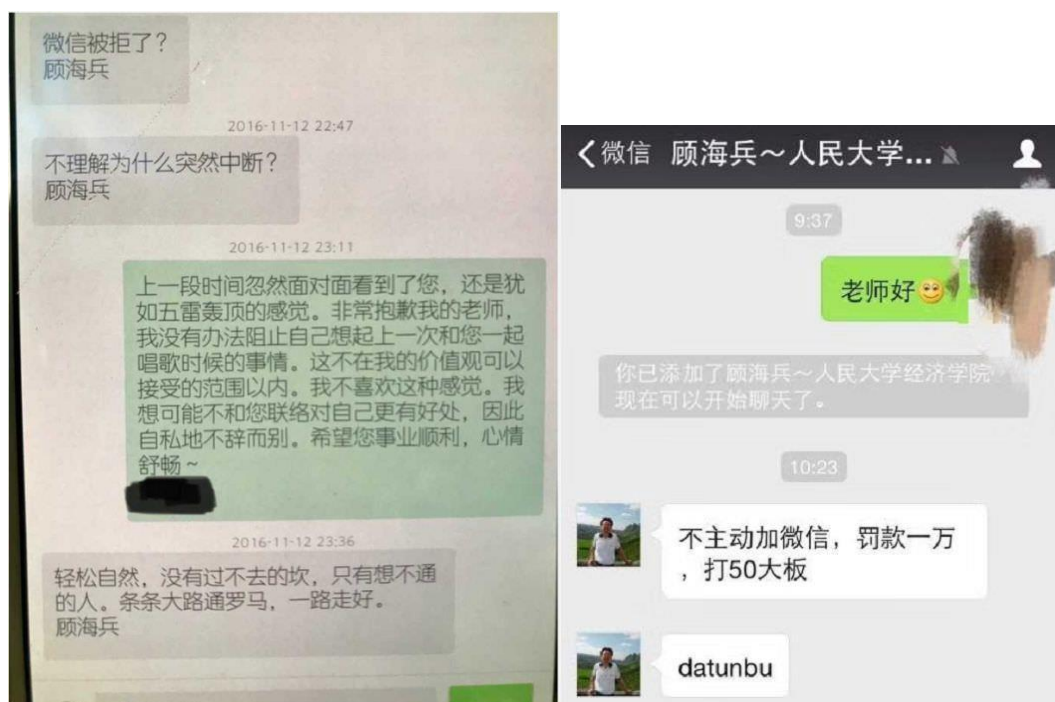 微信被拒了？
顾海兵
2016-11-12 22:47
不理解为什么突然中断？
顾海兵
2016-11-12 23:11
上一段时间忽然面对面看到了您，还是犹
如五雷轰顶的感觉。非常抱歉我的老师，
我没有办法阻止自己想起上一次和您一起
唱歌时候的事情。这不在我的价值观可以
接受的范围以内。我不喜欢这种感觉。我
想可能不和您联络对自己更有好处，因此
自私地不辞而别。希望您事业顺利，心情
舒畅～
2016-11-12 23:36
轻松自然，没有过不去的坎，只有想不通
的人。条条大路通罗马，一路走好。
顾海兵
微信 顾海兵～人民大学...
9:37
老师好
你已添加了顾海兵～人民大学经济学院
现在可以开始聊天了。
10:23
不主动加微信，罚款一万
，打50大板
datunbu